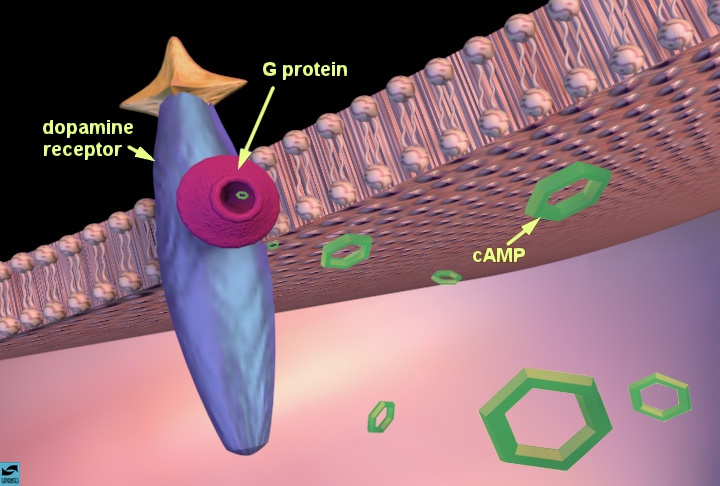 G protein
dopamine
receptor
cAMP